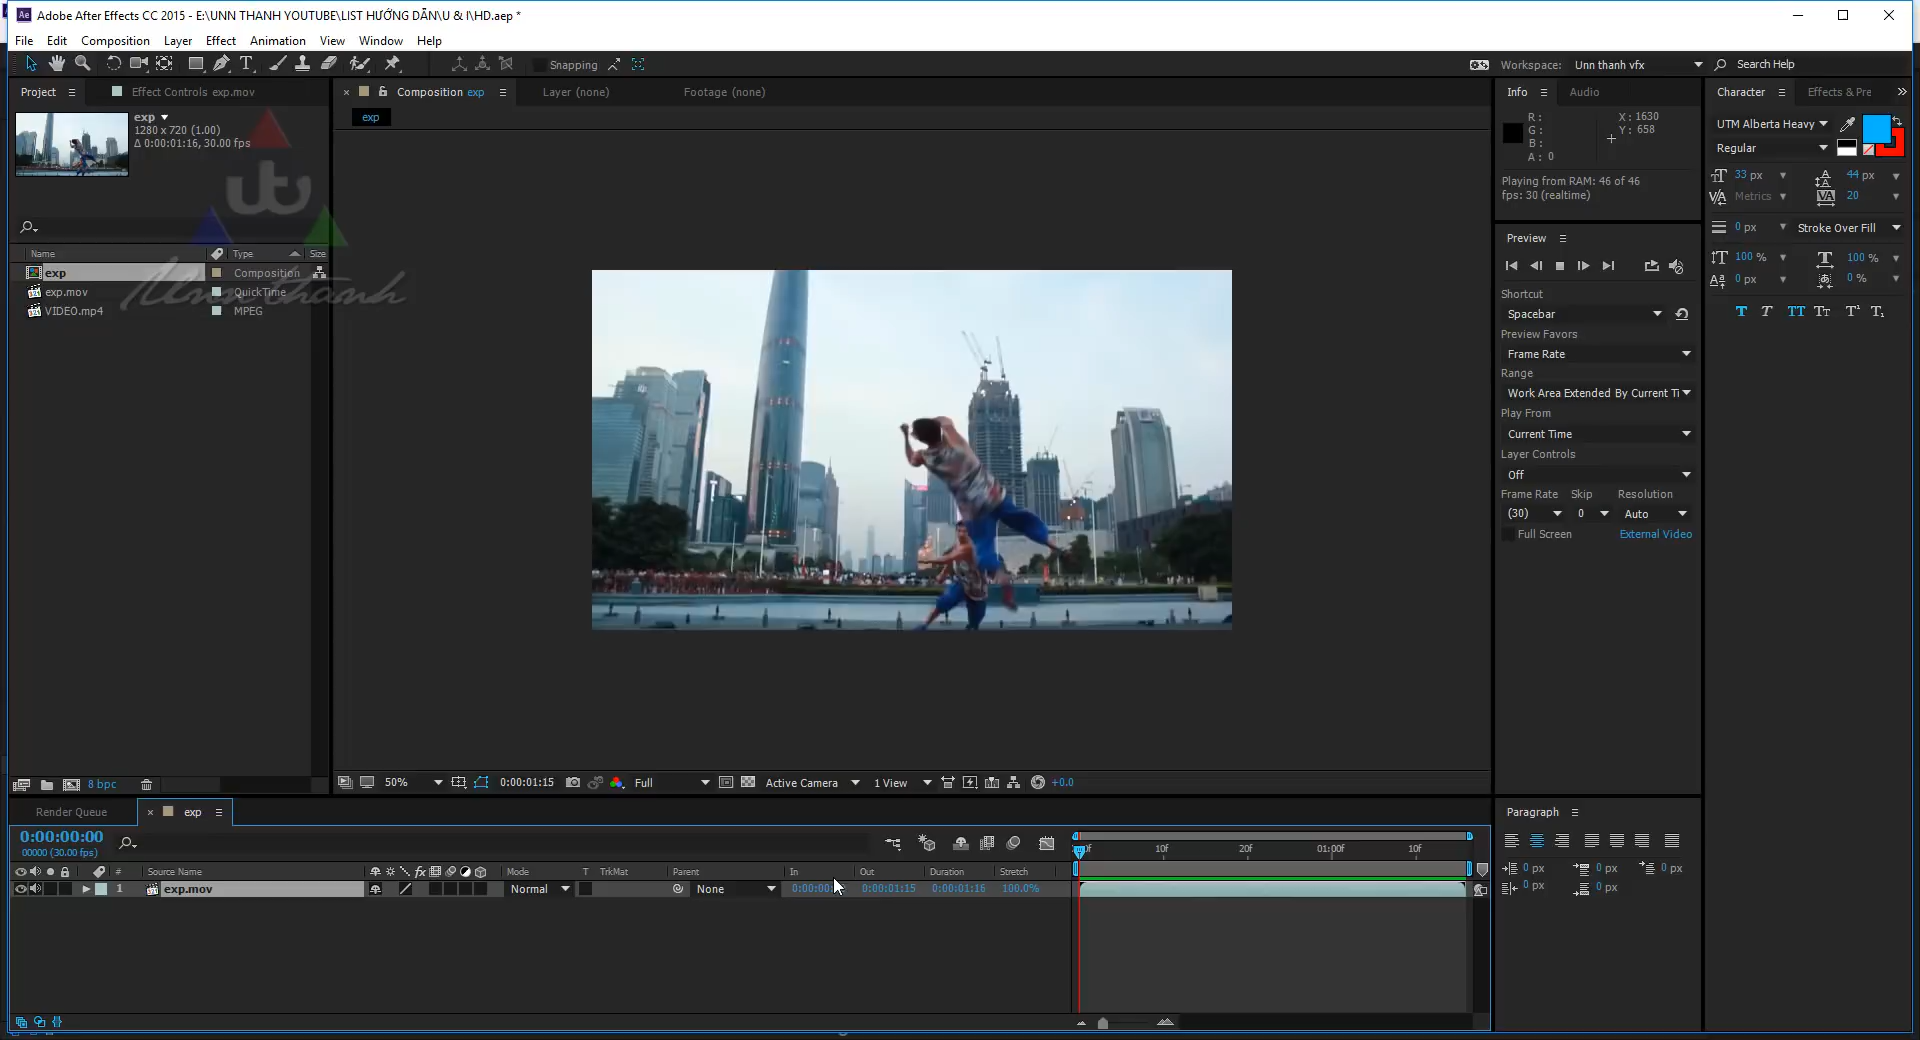 Adobe After Effects CC 2015 - E:\UNN THANH YOUTUBE\LIST HƯỚNG DẪN\U & I\HD.aep *
File Edit Composition Layer Effect Animation View Window Help
Snapping
Workspace: Unn thanh vfx
Search Help
Project
Effect Controls exp.mov
Composition exp
Layer (none)
Footage (none)
Info
Audio
Character
Effects & Pre
exp
exp
1280 x 720 (1.00)
Δ 0:00:01:16, 30.00 fps
R :
G :
B :
A : 0
X : 1630
Y : 658
Playing from RAM: 46 of 46
fps: 30 (realtime)
UTM Alberta Heavy
Regular
33 px
44 px
Metrics
20
0 px
Stroke Over Fill
100 %
100 %
0 px
0 %
Unn thanh
Name
Type
Size
exp
Composition
exp.mov
QuickTime
VIDEO.mp4
MPEG
Preview
Shortcut
Spacebar
Preview Favors
Frame Rate
Range
Work Area Extended By Current Ti
Play From
Current Time
Layer Controls
Off
Frame Rate Skip Resolution
(30) 0 Auto
Full Screen
External Video
8 bpc
50%
0:00:01:15
Full
Active Camera
1 View
+0.0
Render Queue
exp
0:00:00:00
00000 (30.00 fps)
# Source Name
Mode
T TrkMat
Parent
In
Out
Duration
Stretch
1 exp.mov
Normal
None
0:00:01:15
0:00:01:16
100.0%
10f
20f
01:00f
10f
Paragraph
0 px
0 px
0 px
0 px
0 px